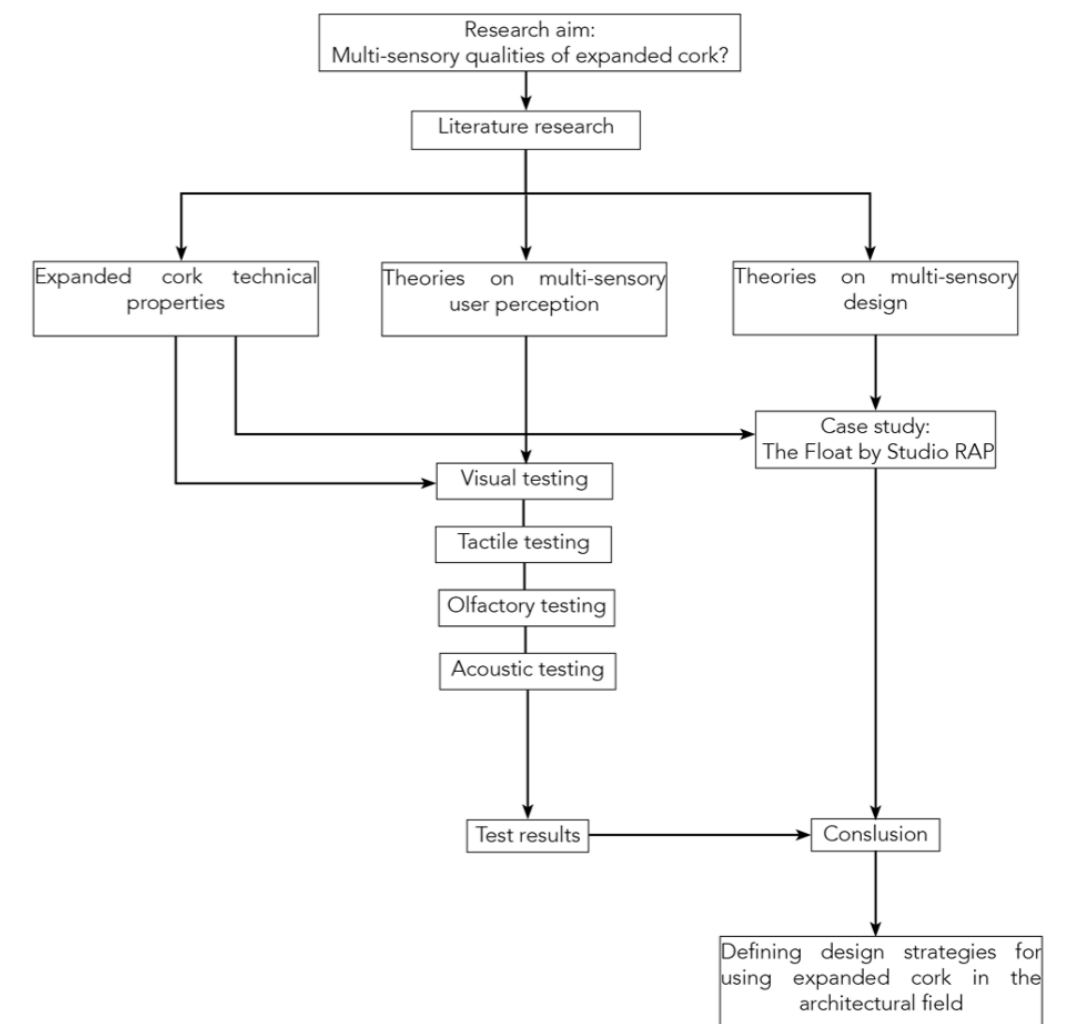 Research aim:
Multi-sensory qualities of expanded cork?
Literature research
Expanded cork technical
properties
Theories on multi-sensory
user perception
Theories on multi-sensory
design
Case study:
The Float by Studio RAP
Visual testing
Tactile testing
Olfactory testing
Acoustic testing
Test results
Conslusion
Defining design strategies for
using expanded cork in the
architectural field